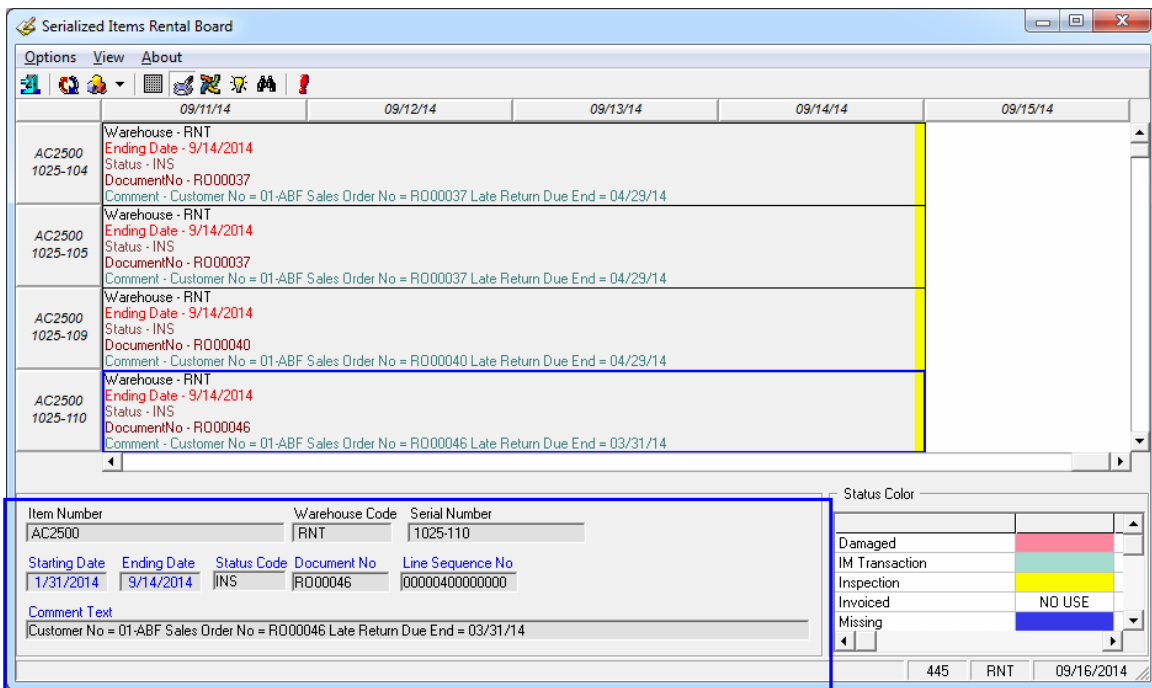 Serialized Items Rental Board
Options View About
09/11/14 09/12/14 09/13/14 09/14/14 09/15/14
AC2500
1025-104
Warehouse - RNT
Ending Date - 9/14/2014
Status - INS
DocumentNo - RO00037
Comment - Customer No = 01-ABF Sales Order No = RO00037 Late Return Due End = 04/29/14
AC2500
1025-105
Warehouse - RNT
Ending Date - 9/14/2014
Status - INS
DocumentNo - RO00037
Comment - Customer No = 01-ABF Sales Order No = RO00037 Late Return Due End = 04/29/14
AC2500
1025-109
Warehouse - RNT
Ending Date - 9/14/2014
Status - INS
DocumentNo - RO00040
Comment - Customer No = 01-ABF Sales Order No = RO00040 Late Return Due End = 04/29/14
AC2500
1025-110
Warehouse - RNT
Ending Date - 9/14/2014
Status - INS
DocumentNo - RO00046
Comment - Customer No = 01-ABF Sales Order No = RO00046 Late Return Due End = 03/31/14
Item Number Warehouse Code Serial Number
AC2500 RNT 1025-110
Starting Date Ending Date Status Code Document No Line Sequence No
1/31/2014 9/14/2014 INS RO00046 00000400000000
Comment Text
Customer No = 01-ABF Sales Order No = RO00046 Late Return Due End = 03/31/14
Status Color
Damaged
IM Transaction
Inspection
Invoiced NO USE
Missing
445 RNT 09/16/2014